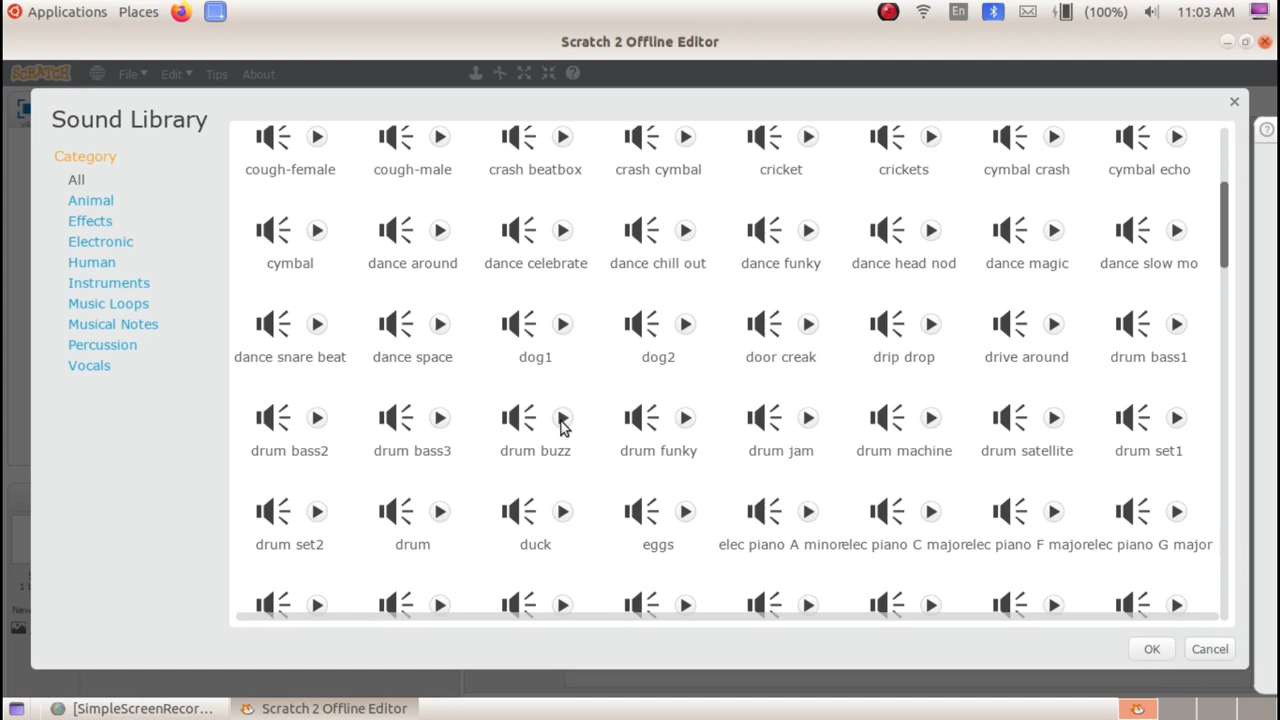 Applications Places En (100%) 11:03 AM
Scratch 2 Offline Editor
SCRATCH File Edit Tips About
Sound Library
Category
All
Animal
Effects
Electronic
Human
Instruments
Music Loops
Musical Notes
Percussion
Vocals
cough-female cough-male crash beatbox crash cymbal cricket crickets cymbal crash cymbal echo
cymbal dance around dance celebrate dance chill out dance funky dance head nod dance magic dance slow mo
dance snare beat dance space dog1 dog2 door creak drip drop drive around drum bass1
drum bass2 drum bass3 drum buzz drum funky drum jam drum machine drum satellite drum set1
drum set2 drum duck eggs elec piano A minor elec piano C major elec piano F major elec piano G major
OK Cancel
New
[SimpleScreenRecor... Scratch 2 Offline Editor